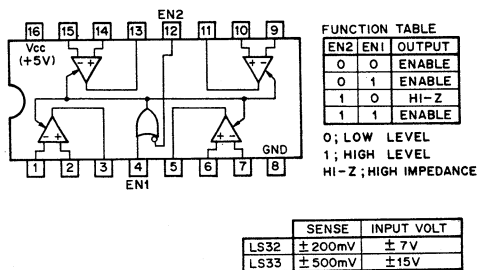 EN2
16 15 14 13 12 11 10 9
Vcc
(+5V)
- + + -
- + + -
GND
1 2 3 4 5 6 7 8
EN1
FUNCTION TABLE
EN2 EN1 OUTPUT
0 0 ENABLE
0 1 ENABLE
1 0 HI-Z
1 1 ENABLE
0; LOW LEVEL
1; HIGH LEVEL
HI-Z; HIGH IMPEDANCE
SENSE INPUT VOLT
LS32 ±200mV ±7V
LS33 ±500mV ±15V